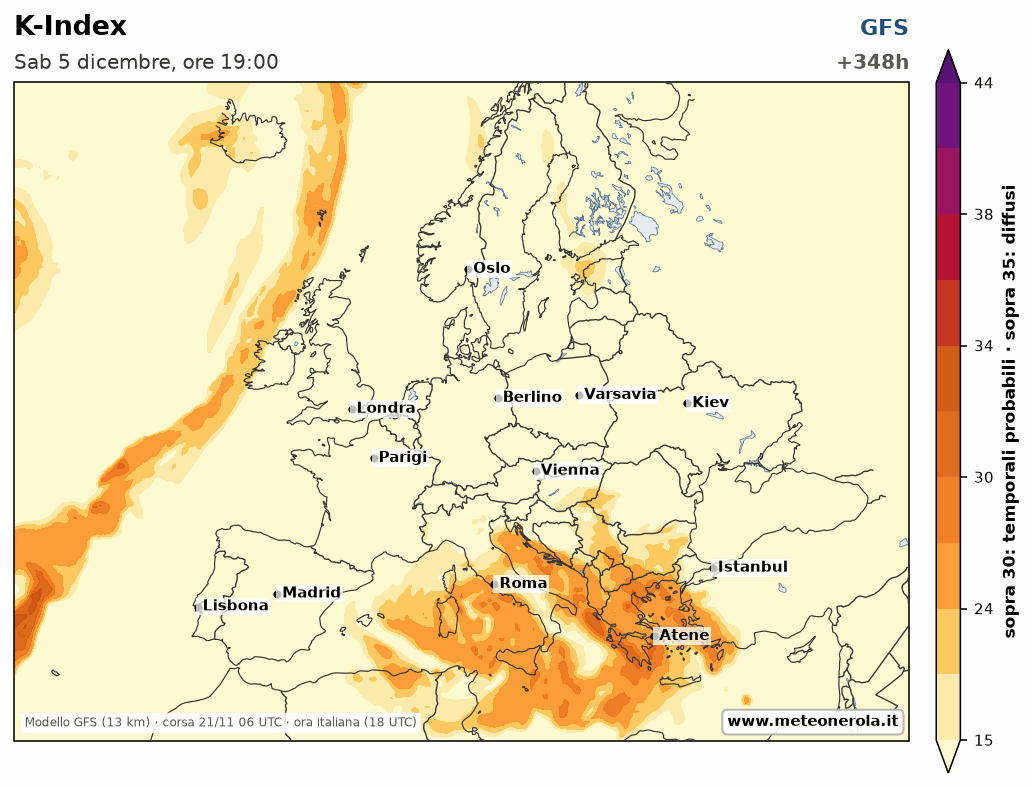 K-Index
GFS
Sab 5 dicembre, ore 19:00
+348h
44
38
34
30
24
15
sopra 30: temporali probabili · sopra 35: diffusi
Oslo
Berlino
Varsavia
Kiev
Londra
Parigi
Vienna
Istanbul
Roma
Madrid
Lisbona
Atene
Modello GFS (13 km) · corsa 21/11 06 UTC · ora italiana (18 UTC)
www.meteonerola.it